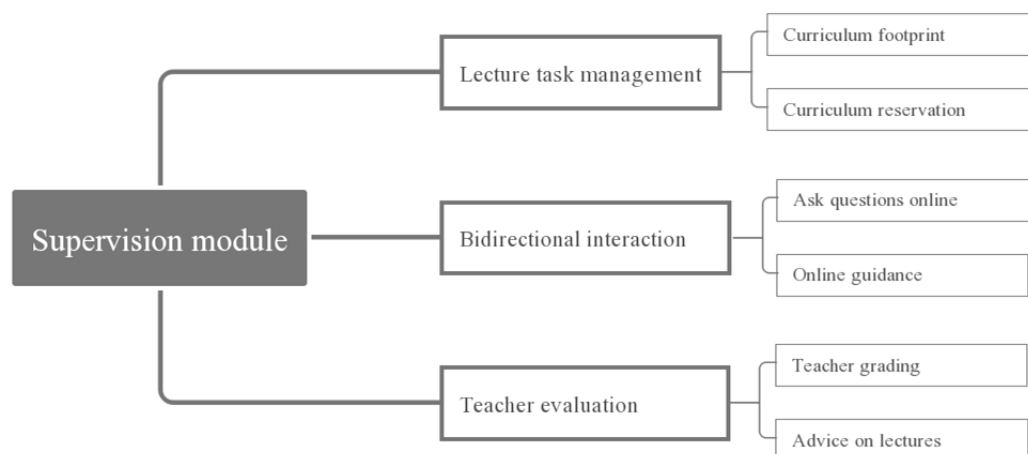 Curriculum footprint
Lecture task management
Curriculum reservation
Ask questions online
Supervision module
Bidirectional interaction
Online guidance
Teacher grading
Teacher evaluation
Advice on lectures